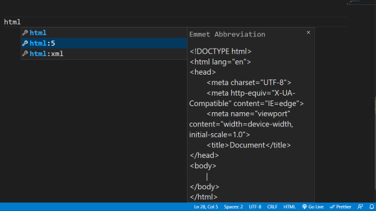 html
html
html:5
html:xml
Emmet Abbreviation
<!DOCTYPE html>
<html lang="en">
<head>
<meta charset="UTF-8">
<meta http-equiv="X-UA-
Compatible" content="IE=edge">
<meta name="viewport"
content="width=device-width,
initial-scale=1.0">
<title>Document</title>
</head>
<body>
|
</body>
</html>
Ln 28, Col 5 Spaces: 2 UTF-8 CRLF HTML Go Live Prettier